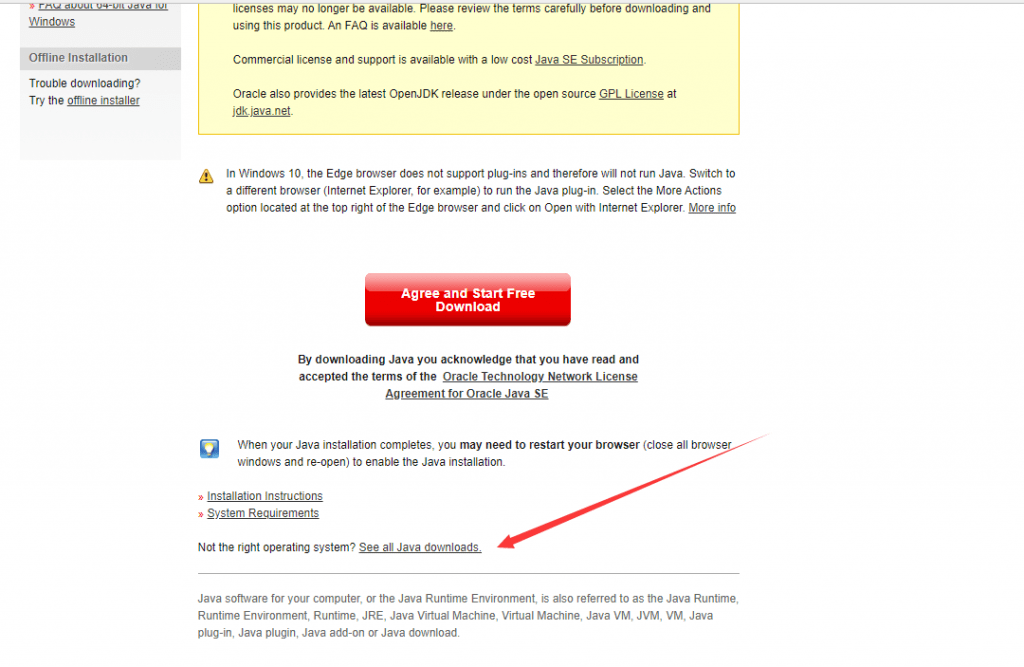 » FAQ about 64-bit Java for
Windows
Offline Installation
Trouble downloading?
Try the offline installer
licenses may no longer be available. Please review the terms carefully before downloading and
using this product. An FAQ is available here.
Commercial license and support is available with a low cost Java SE Subscription.
Oracle also provides the latest OpenJDK release under the open source GPL License at
jdk.java.net.
In Windows 10, the Edge browser does not support plug-ins and therefore will not run Java. Switch to
a different browser (Internet Explorer, for example) to run the Java plug-in. Select the More Actions
option located at the top right of the Edge browser and click on Open with Internet Explorer. More info
Agree and Start Free
Download
By downloading Java you acknowledge that you have read and
accepted the terms of the Oracle Technology Network License
Agreement for Oracle Java SE
When your Java installation completes, you may need to restart your browser (close all browser
windows and re-open) to enable the Java installation.
» Installation Instructions
» System Requirements
Not the right operating system? See all Java downloads.
Java software for your computer, or the Java Runtime Environment, is also referred to as the Java Runtime,
Runtime Environment, Runtime, JRE, Java Virtual Machine, Virtual Machine, Java VM, JVM, VM, Java
plug-in, Java plugin, Java add-on or Java download.